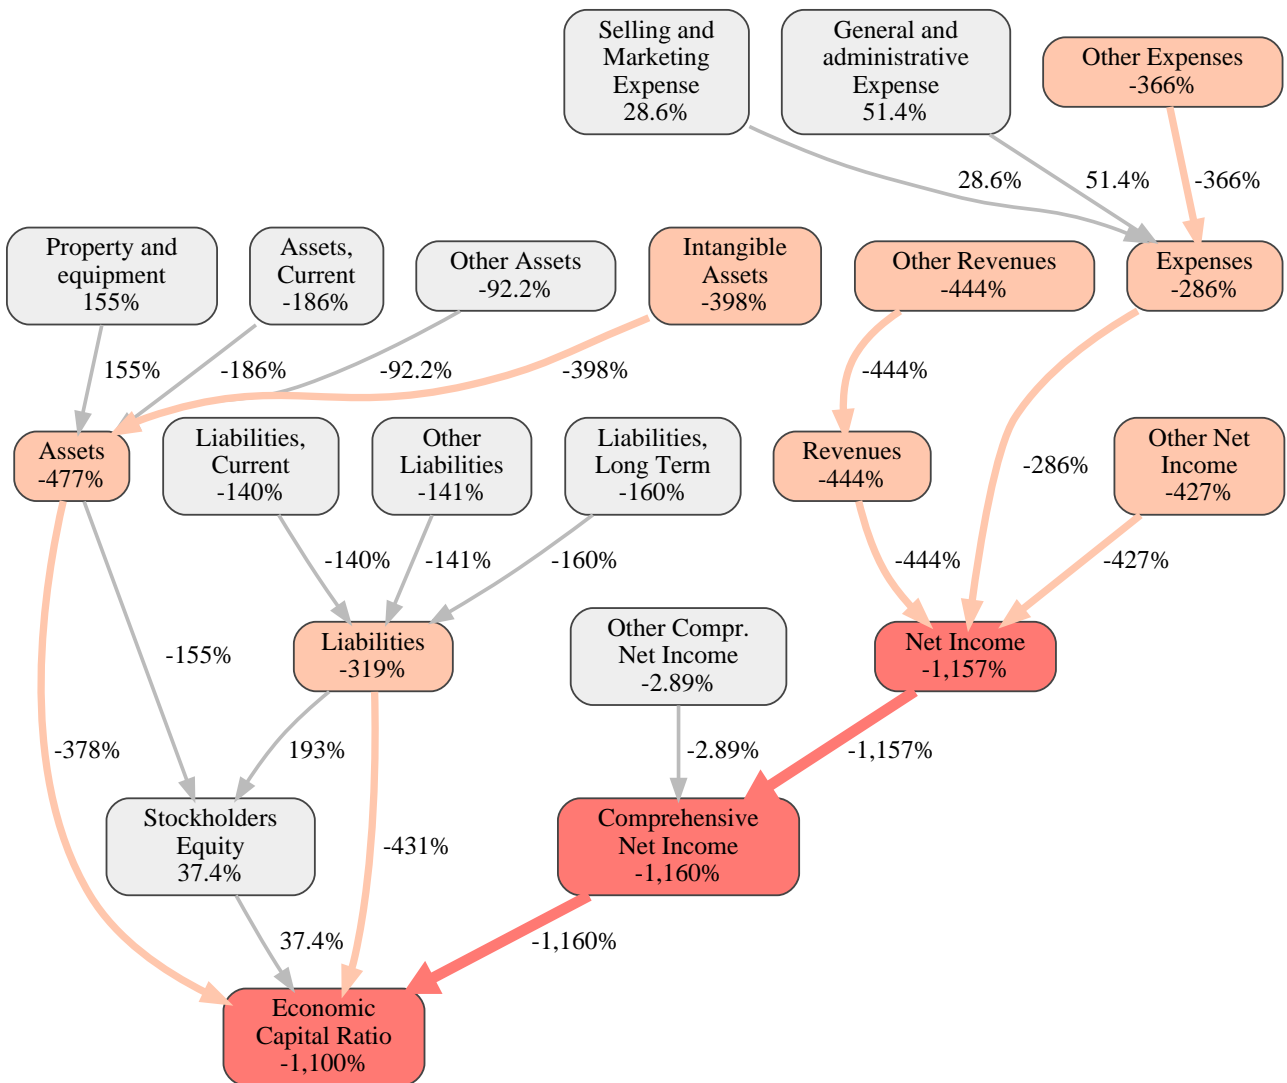 Selling and
Marketing
Expense
28.6%
General and
administrative
Expense
51.4%
Other Expenses
-366%
28.6%
51.4%
-366%
Property and
equipment
155%
Assets,
Current
-186%
Other Assets
-92.2%
Intangible
Assets
-398%
Other Revenues
-444%
Expenses
-286%
155%
-186%
-92.2%
-398%
-444%
Assets
-477%
Liabilities,
Current
-140%
Other
Liabilities
-141%
Liabilities,
Long Term
-160%
Revenues
-444%
-286%
Other Net
Income
-427%
-140%
-141%
-160%
-444%
-427%
-155%
Liabilities
-319%
Other Compr.
Net Income
-2.89%
Net Income
-1,157%
-378%
193%
-2.89%
-1,157%
Stockholders
Equity
37.4%
-431%
Comprehensive
Net Income
-1,160%
37.4%
-1,160%
Economic
Capital Ratio
-1,100%